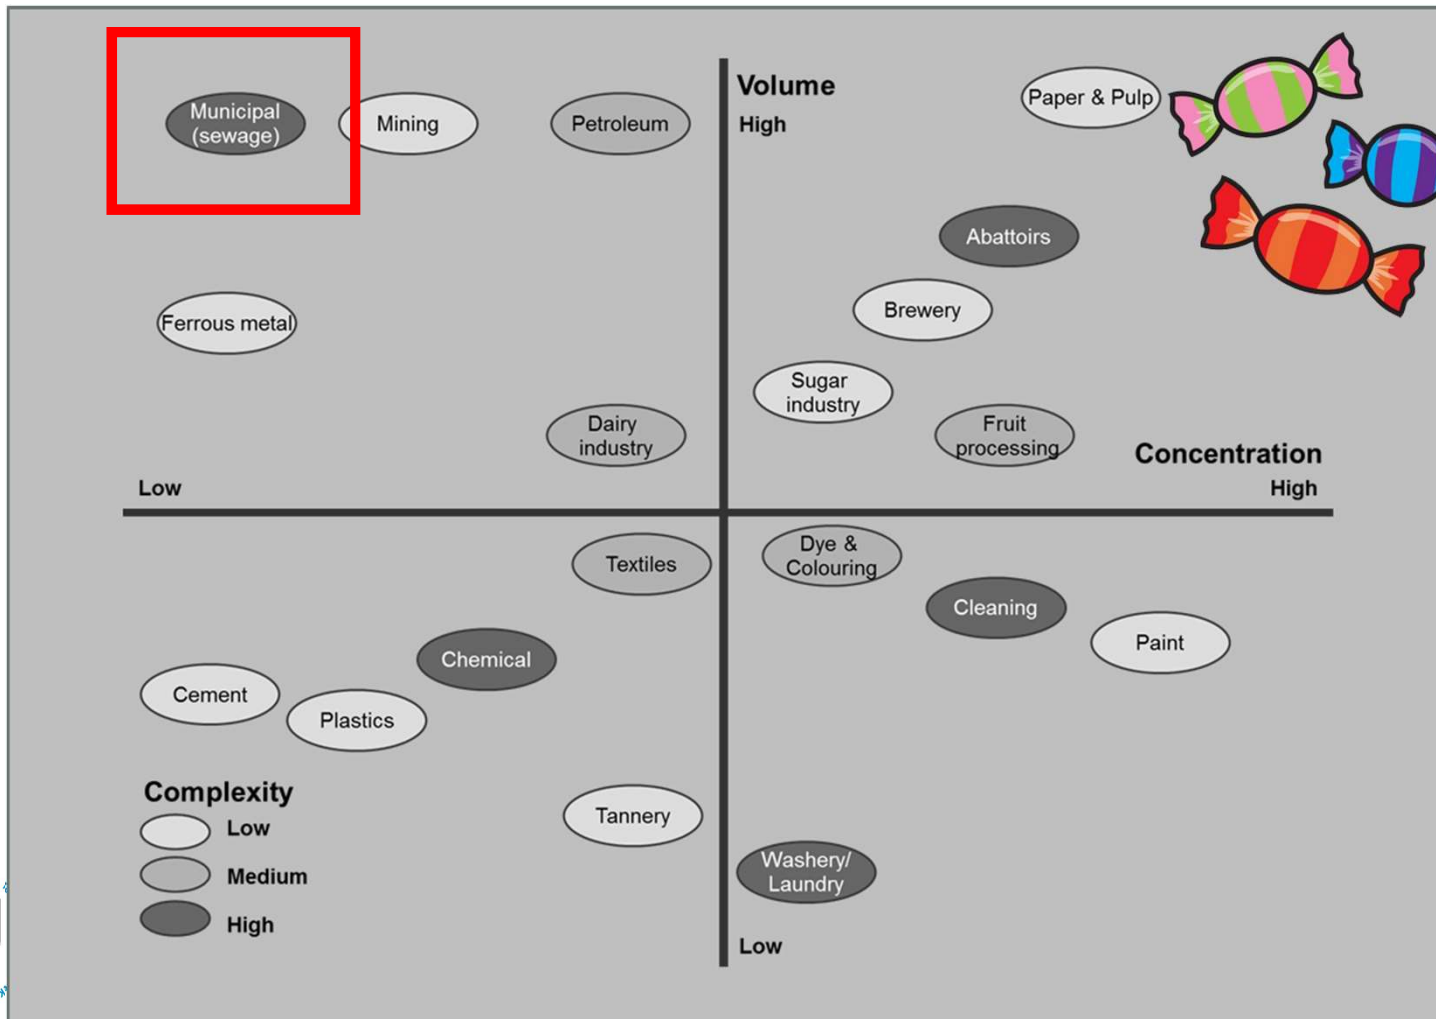 Municipal
(sewage)
Mining
Petroleum
Volume
High
Paper & Pulp
Abattoirs
Ferrous metal
Brewery
Sugar
industry
Dairy
industry
Fruit
processing
Concentration
Low
High
Textiles
Dye &
Colouring
Cleaning
Paint
Chemical
Cement
Plastics
Complexity
Low
Medium
High
Tannery
Washery/
Laundry
Low